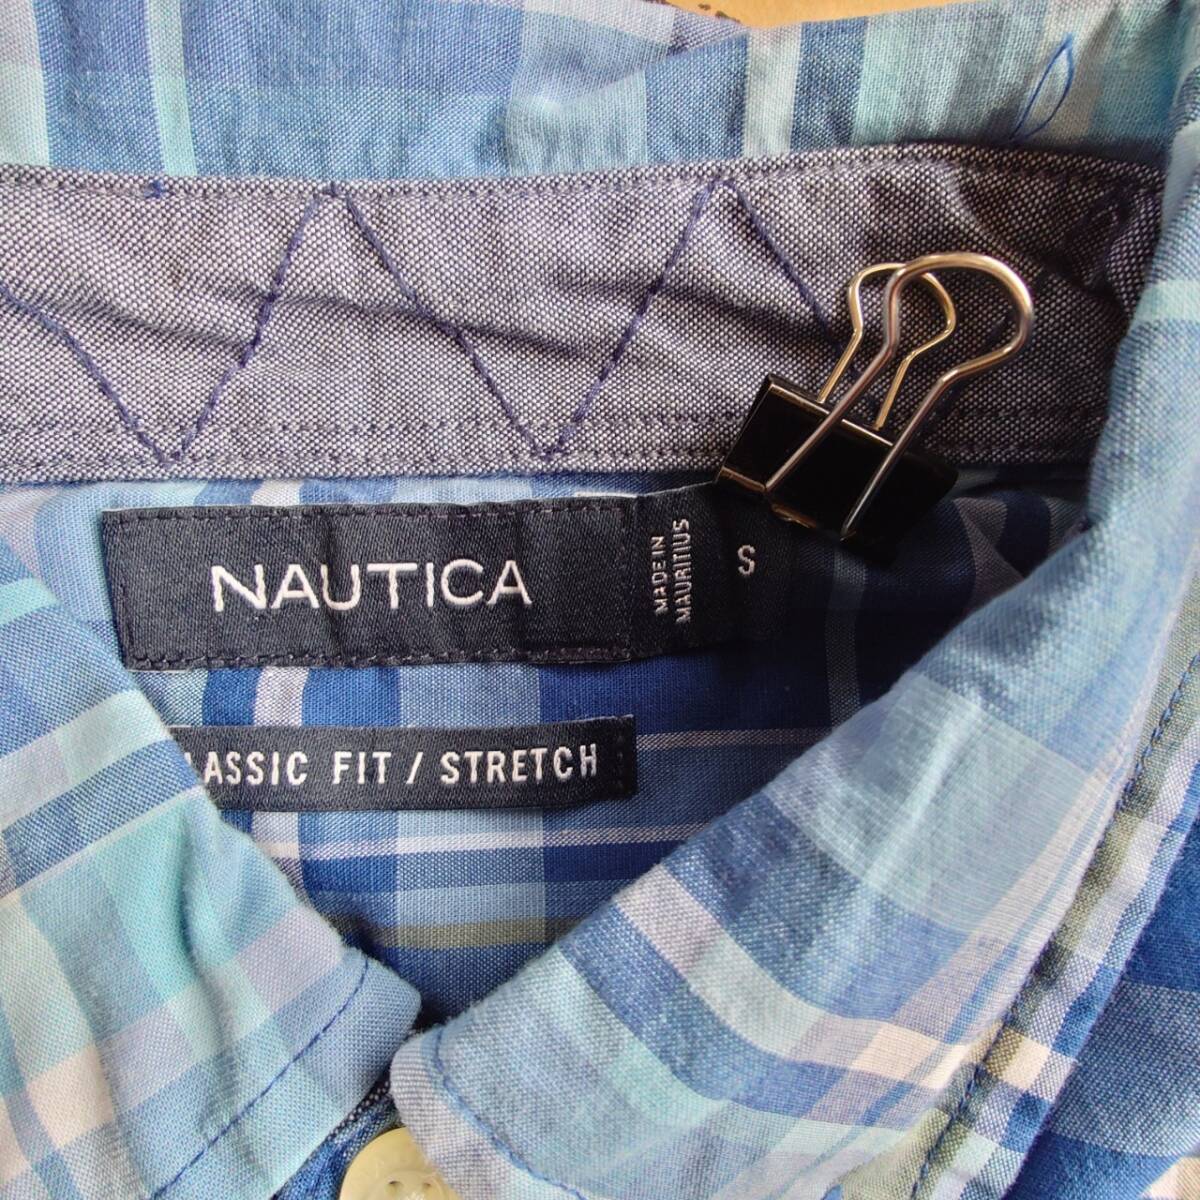 NAUTICA
MADE IN
MAURITIUS
S
LASSIC FIT / STRETCH